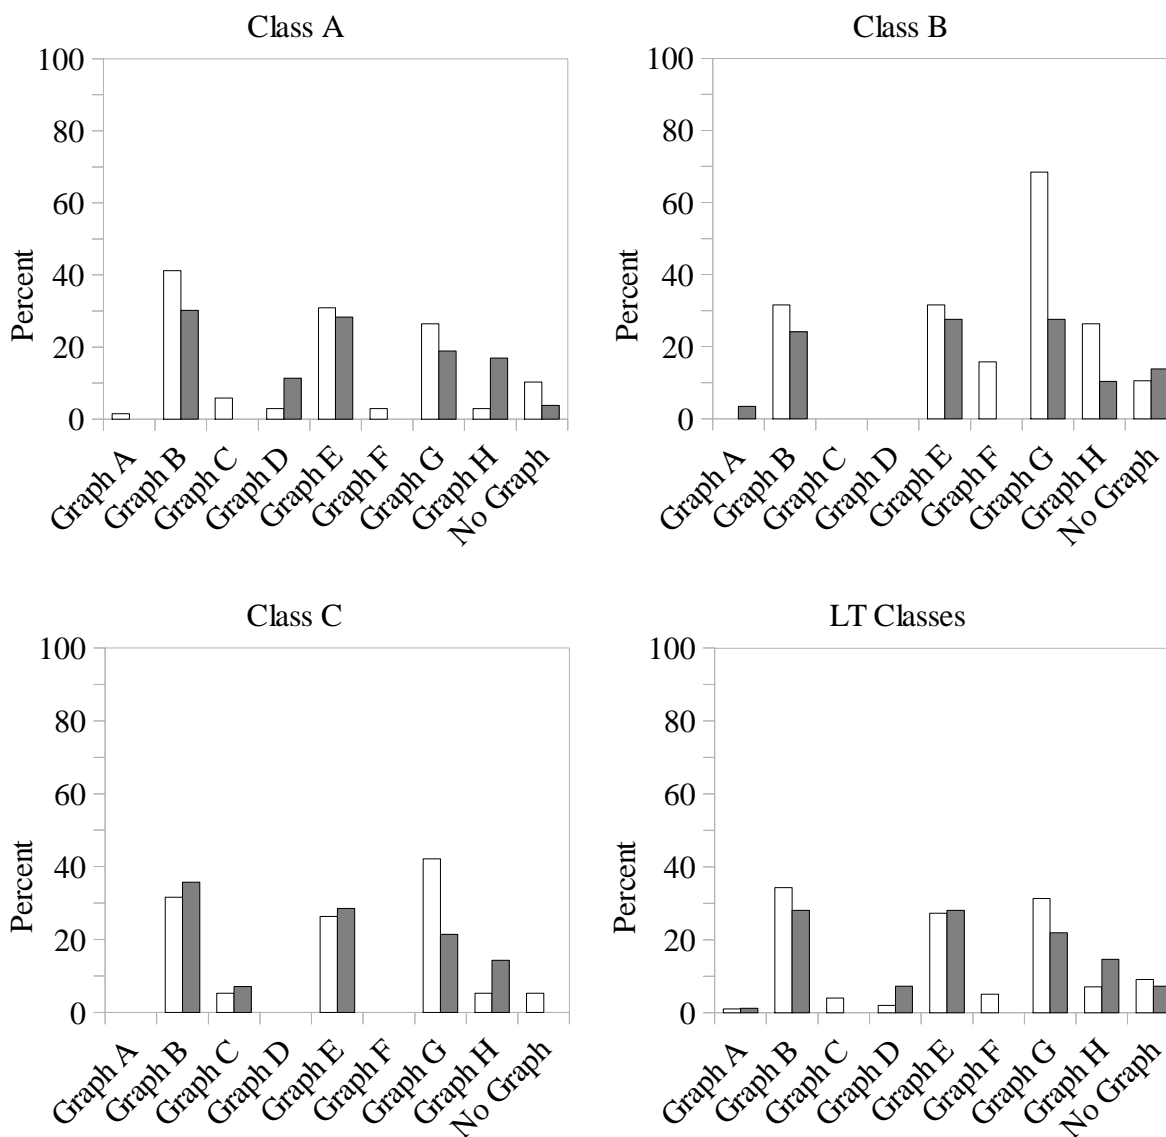 Class A
Percent
100
80
60
40
20
0
Graph A
Graph B
Graph C
Graph D
Graph E
Graph F
Graph G
Graph H
No Graph
Class B
Percent
100
80
60
40
20
0
Graph A
Graph B
Graph C
Graph D
Graph E
Graph F
Graph G
Graph H
No Graph
Class C
Percent
100
80
60
40
20
0
Graph A
Graph B
Graph C
Graph D
Graph E
Graph F
Graph G
Graph H
No Graph
LT Classes
Percent
100
80
60
40
20
0
Graph A
Graph B
Graph C
Graph D
Graph E
Graph F
Graph G
Graph H
No Graph